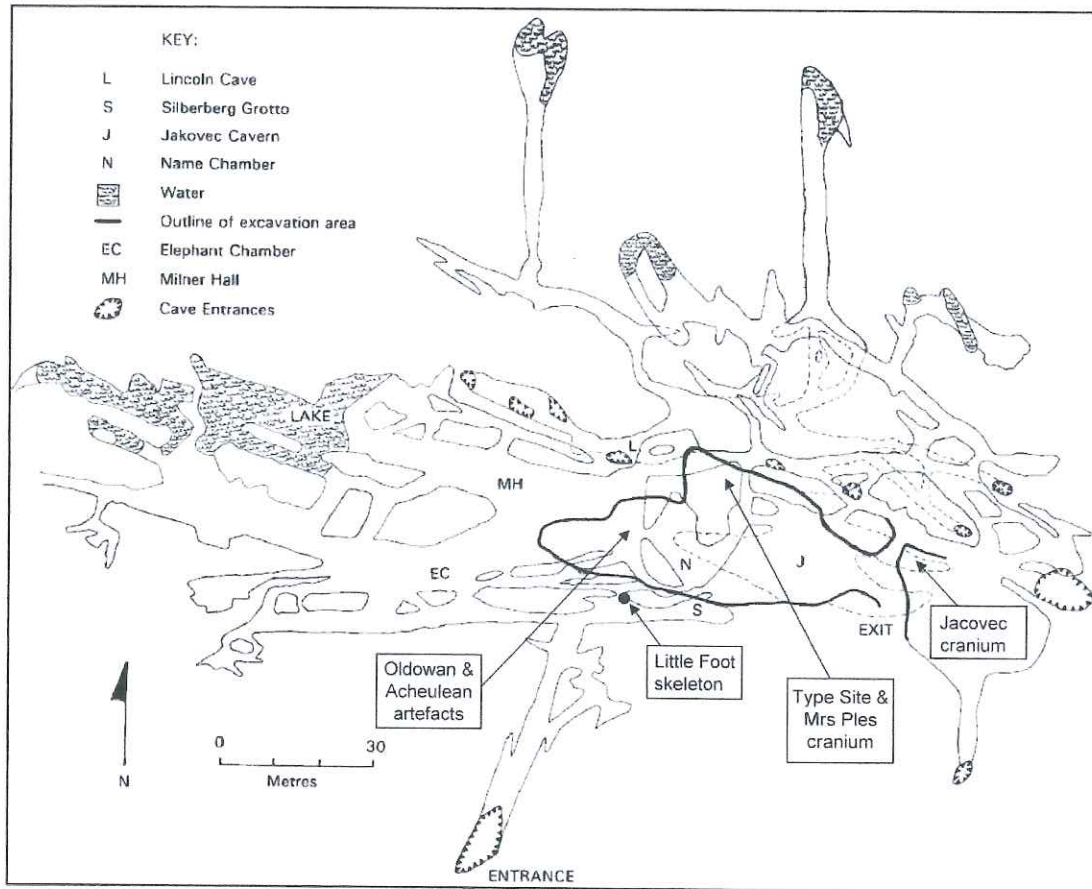 KEY:
L Lincoln Cave
S Silberberg Grotto
J Jakovec Cavern
N Name Chamber
Water
Outline of excavation area
EC Elephant Chamber
MH Milner Hall
Cave Entrances
LAKE
L
MH
N
J
EC
S
EXIT
Jacovec
cranium
Oldowan &
Acheulean
artefacts
Little Foot
skeleton
Type Site &
Mrs Ples
cranium
0 30
Metres
N
ENTRANCE